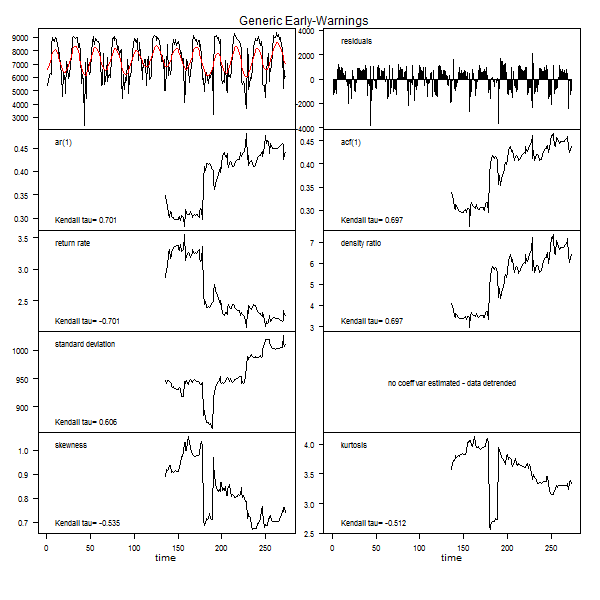 Generic Early-Warnings
9000
8000
7000
6000
5000
4000
3000
4000
2000
0
-2000
-4000
residuals
0.45
0.40
0.35
0.30
ar(1)
Kendall tau= 0.701
0.45
0.40
0.35
0.30
acf(1)
Kendall tau= 0.697
3.5
3.0
2.5
return rate
Kendall tau= -0.701
7
6
5
4
3
density ratio
Kendall tau= 0.697
1000
950
900
standard deviation
Kendall tau= 0.606
no coeff var estimated - data detrended
1.0
0.9
0.8
0.7
skewness
Kendall tau= -0.535
4.0
3.5
3.0
2.5
kurtosis
Kendall tau= -0.512
0 50 100 150 200 250
time
0 50 100 150 200 250
time